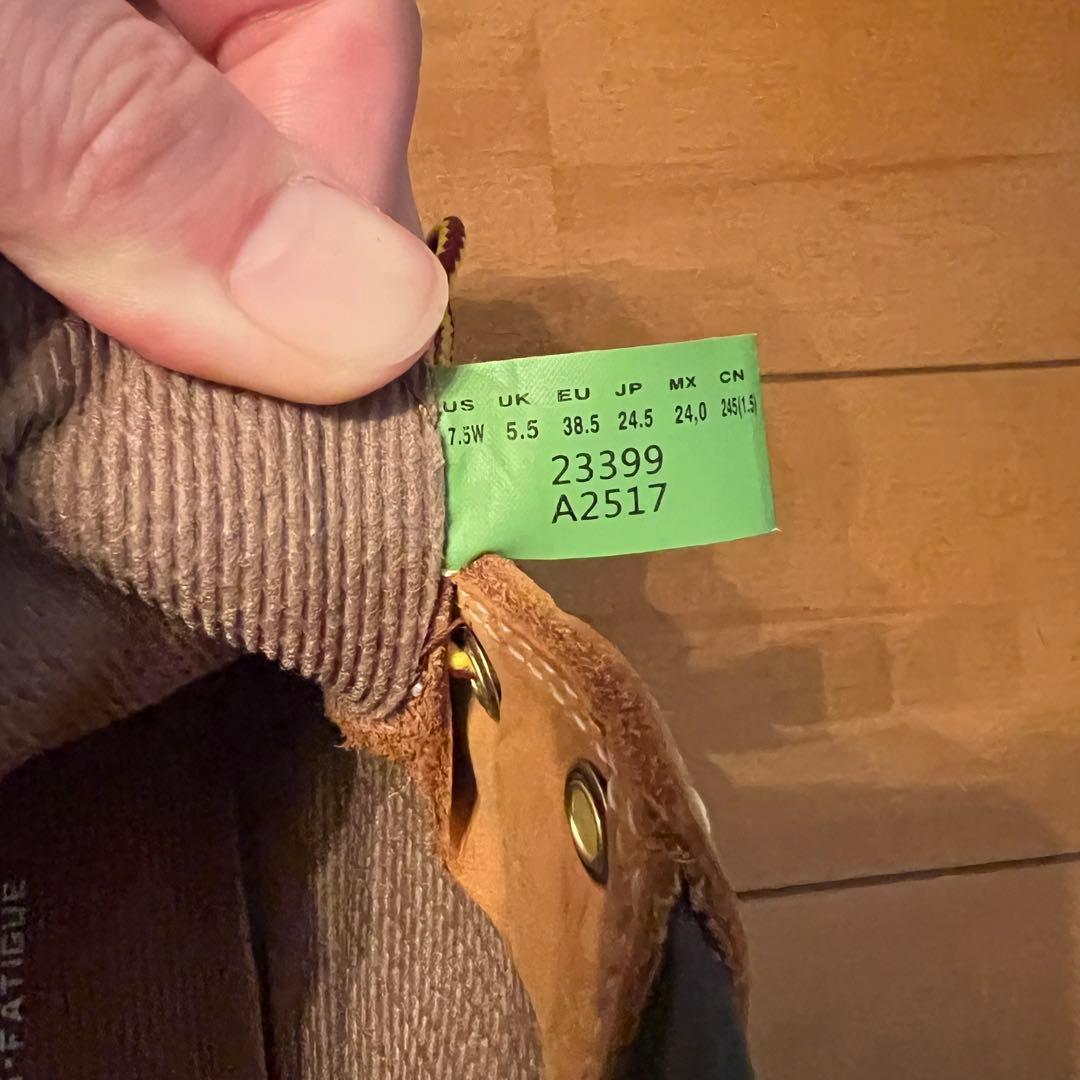 US UK EU JP MX CN
7.5W 5.5 38.5 24.5 24,0 245(1.5)
23399
A2517
FATIGUE